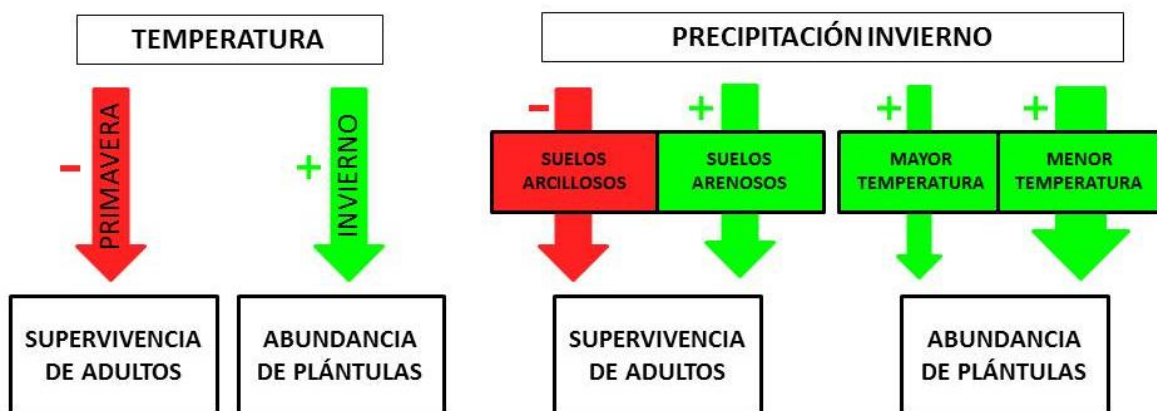 TEMPERATURA
PRECIPITACIÓN INVIERNO
-
PRIMAVERA
+
INVIERNO
-
+
+
+
SUELOS
ARCILLOSOS
SUELOS
ARENOSOS
MAYOR
TEMPERATURA
MENOR
TEMPERATURA
SUPERVIVENCIA
DE ADULTOS
ABUNDANCIA
DE PLÁNTULAS
SUPERVIVENCIA
DE ADULTOS
ABUNDANCIA
DE PLÁNTULAS